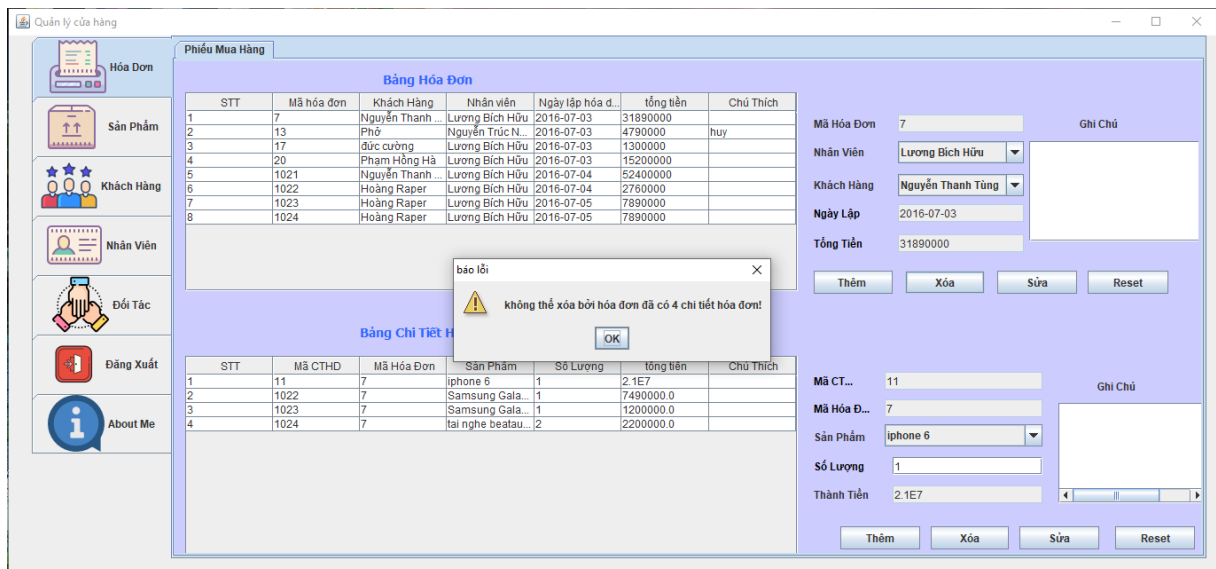 Quản lý cửa hàng
Hóa Đơn
Sản Phẩm
Khách Hàng
Nhân Viên
Đối Tác
Đăng Xuất
About Me
Phiếu Mua Hàng
Bảng Hóa Đơn
STT Mã hóa đơn Khách Hàng Nhân viên Ngày lập hóa d... tổng tiền Chú Thích
1 7 Nguyễn Thanh ... Lương Bích Hữu 2016-07-03 31890000
2 13 Phở Nguyễn Trúc N... 2016-07-03 4790000 huy
3 17 đức cường Lương Bích Hữu 2016-07-03 1300000
4 20 Phạm Hồng Hà Lương Bích Hữu 2016-07-03 15200000
5 1021 Nguyễn Thanh ... Lương Bích Hữu 2016-07-04 52400000
6 1022 Hoàng Raper Lương Bích Hữu 2016-07-04 2760000
7 1023 Hoàng Raper Lương Bích Hữu 2016-07-05 7890000
8 1024 Hoàng Raper Lương Bích Hữu 2016-07-05 7890000
Mã Hóa Đơn 7 Ghi Chú
Nhân Viên Lương Bich Hữu
Khách Hàng Nguyễn Thanh Tùng
Ngày Lập 2016-07-03
Tổng Tiền 31890000
Thêm Xóa Sửa Reset
báo lỗi
không thể xóa bởi hóa đơn đã có 4 chi tiết hóa đơn!
OK
Bảng Chi Tiết H
STT Mã CTHD Mã Hóa Đơn Sản Phẩm Số Lượng tổng tiền Chú Thích
1 11 7 iphone 6 1 2.1E7
2 1022 7 Samsung Gala... 1 7490000.0
3 1023 7 Samsung Gala... 1 1200000.0
4 1024 7 tai nghe beatau... 2 2200000.0
Mã CT... 11 Ghi Chú
Mã Hóa Đ... 7
Sản Phẩm iphone 6
Số Lượng 1
Thành Tiền 2.1E7
Thêm Xóa Sửa Reset